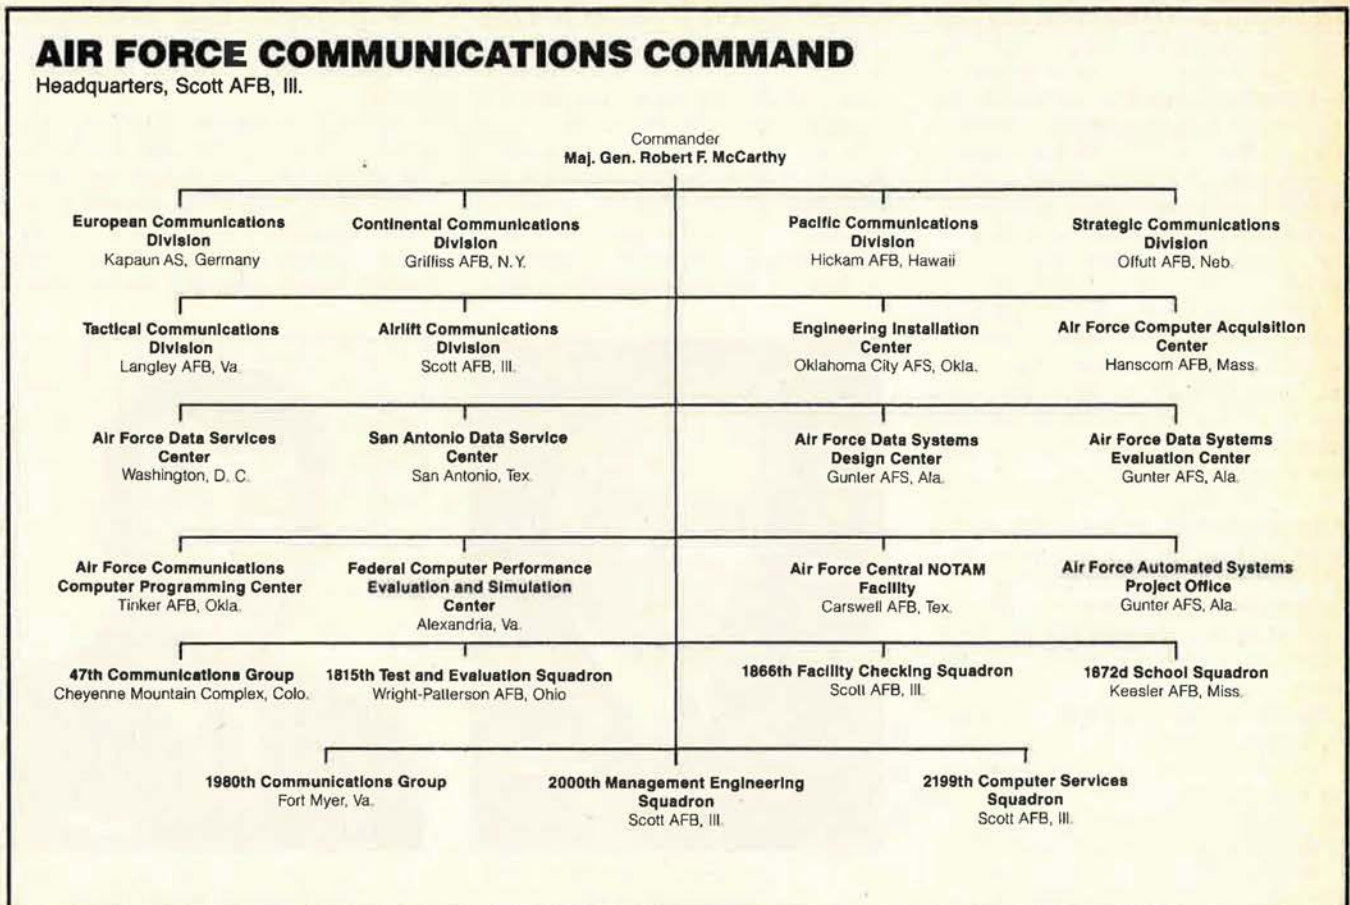 AIR FORCE COMMUNICATIONS COMMAND
Headquarters, Scott AFB, Ill.
Commander
Maj. Gen. Robert F. McCarthy
European Communications
Division
Kapaun AS, Germany
Continental Communications
Division
Griffiss AFB, N.Y.
Pacific Communications
Division
Hickam AFB, Hawaii
Strategic Communications
Division
Offutt AFB, Neb.
Tactical Communications
Division
Langley AFB, Va.
Airlift Communications
Division
Scott AFB, Ill.
Engineering Installation
Center
Oklahoma City AFS, Okla.
Air Force Computer Acquisition
Center
Hanscom AFB, Mass.
Air Force Data Services
Center
Washington, D. C.
San Antonio Data Service
Center
San Antonio, Tex.
Air Force Data Systems
Design Center
Gunter AFS, Ala.
Air Force Data Systems
Evaluation Center
Gunter AFS, Ala.
Air Force Communications
Computer Programming Center
Tinker AFB, Okla.
Federal Computer Performance
Evaluation and Simulation
Center
Alexandria, Va.
Air Force Central NOTAM
Facility
Carswell AFB, Tex.
Air Force Automated Systems
Project Office
Gunter AFS, Ala.
47th Communications Group
Cheyenne Mountain Complex, Colo.
1815th Test and Evaluation Squadron
Wright-Patterson AFB, Ohio
1866th Facility Checking Squadron
Scott AFB, Ill.
1872d School Squadron
Keesler AFB, Miss.
1980th Communications Group
Fort Myer, Va.
2000th Management Engineering
Squadron
Scott AFB, Ill.
2199th Computer Services
Squadron
Scott AFB, Ill.